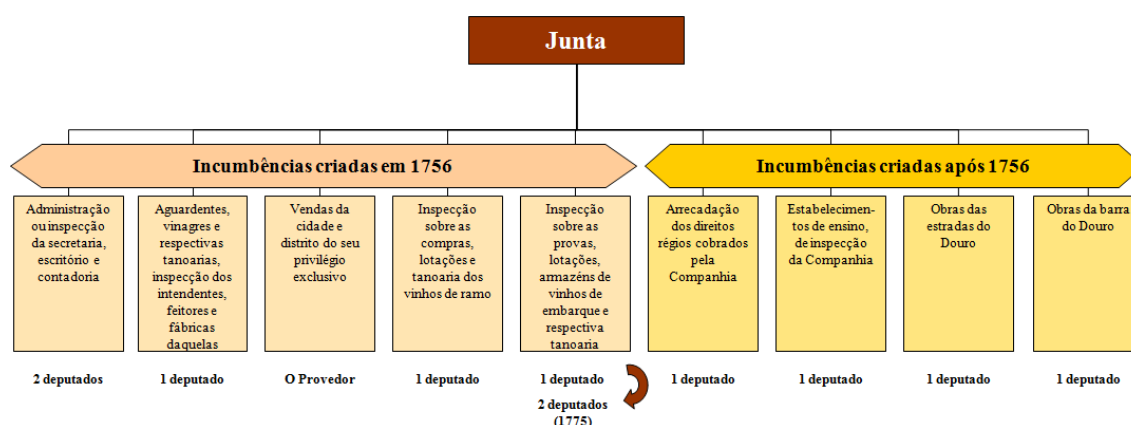 Junta
Incumbências criadas em 1756
Incumbências criadas após 1756
Administração
ou inspecção
da secretaria,
escritório e
contadoria
Aguardentes,
vinagres e
respectivas
tanoarias,
inspecção dos
intendentes,
feitores e
fábricas
daquelas
Vendas da
cidade e
distrito do seu
privilégio
exclusivo
Inspecção
sobre as
compras,
lotações e
tanoaria dos
vinhos de ramo
Inspecção
sobre as
provas,
lotações,
armazéns de
vinhos de
embarque e
respectiva
tanoaria
Arrecadação
dos direitos
régios cobrados
pela
Companhia
Estabelecimen-
tos de ensino,
de inspecção
da Companhia
Obras das
estradas do
Douro
Obras da barra
do Douro
2 deputados
1 deputado
O Provedor
1 deputado
1 deputado
1 deputado
1 deputado
1 deputado
1 deputado
2 deputados
(1775)